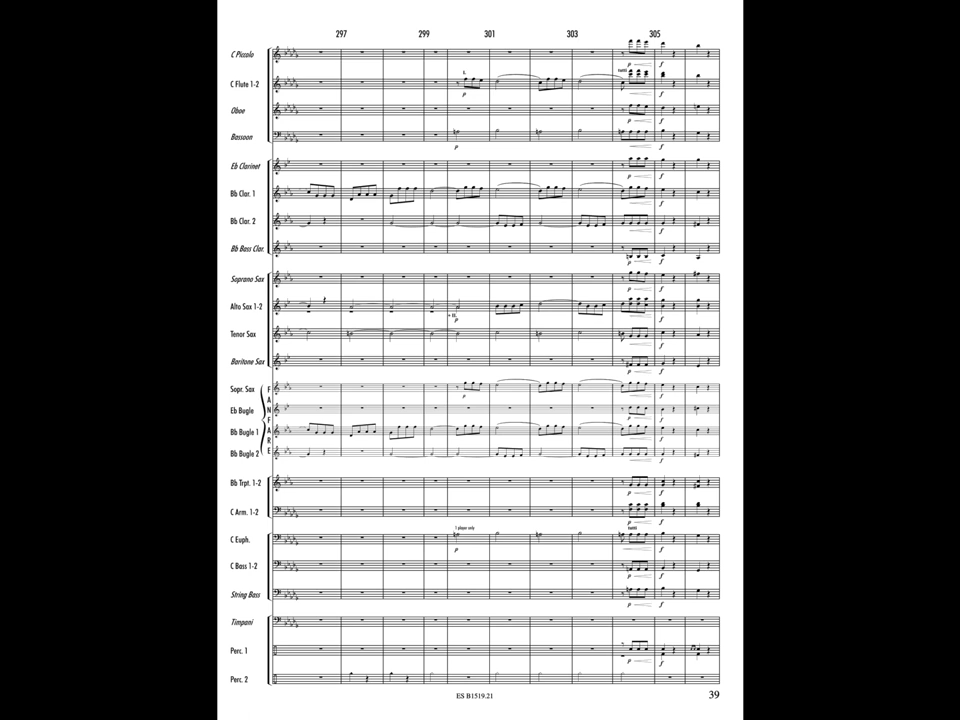 297 299 301 303 305
C Piccolo
1.
tutti
C Flute 1-2
p
f
Oboe
Bassoon
Eb Clarinet
Bb Clar. 1
Bb Clar. 2
Bb Bass Clar.
Soprano Sax
Alto Sax 1-2
+ II.
Tenor Sax
Baritone Sax
Sopr. Sax
Eb Bugle
Bb Bugle 1
Bb Bugle 2
FANFARE
Bb Trpt. 1-2
C Arm. 1-2
1 player only
tutti
C Euph.
C Bass 1-2
String Bass
Timpani
Perc. 1
Perc. 2
ES B1519.21
39